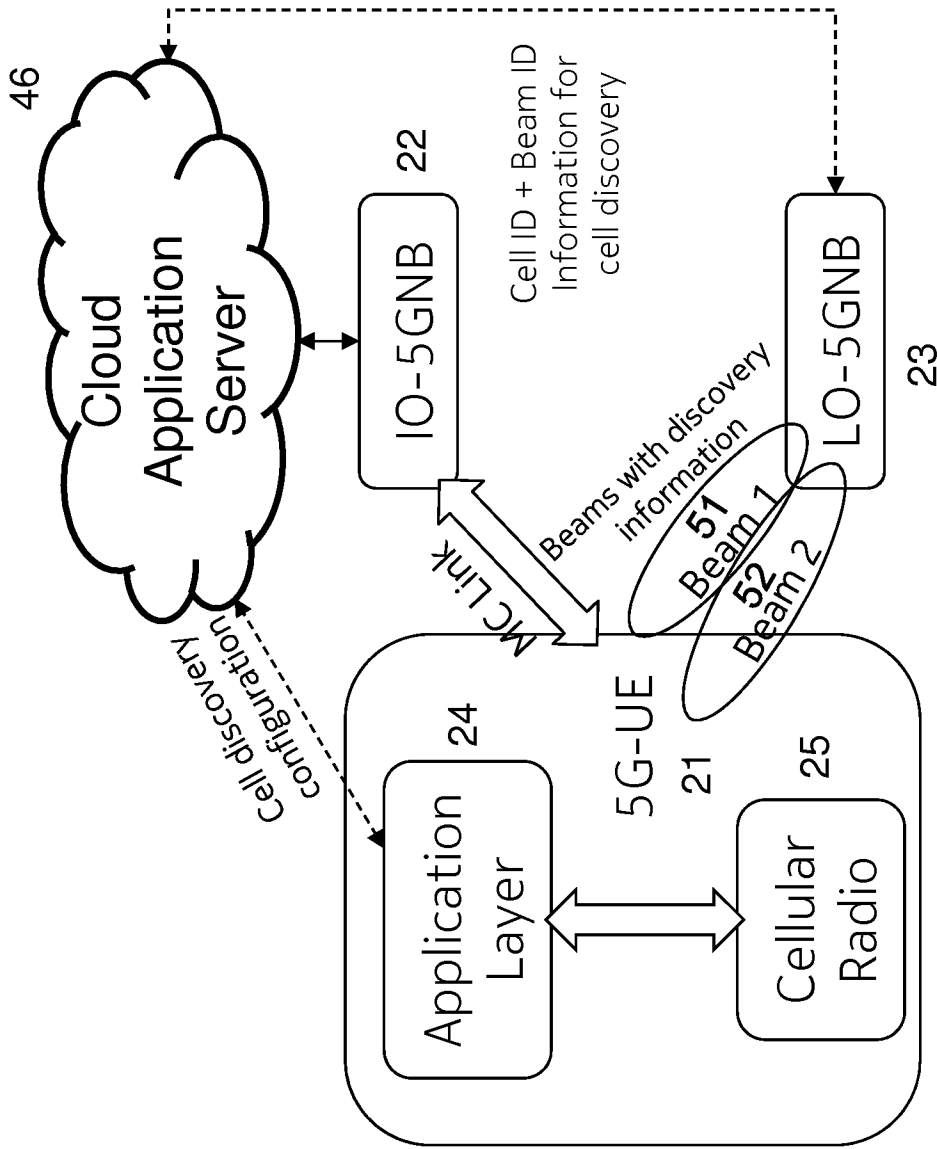 46
Cloud
Application
Server
Cell discovery
configuration
24
Application
Layer
5G-UE
21
25
Cellular
Radio
MC Link
IO-5GNB
22
Beams with discovery
information
51
Beam 1
52
Beam 2
Cell ID + Beam ID
Information for
cell discovery
LO-5GNB
23